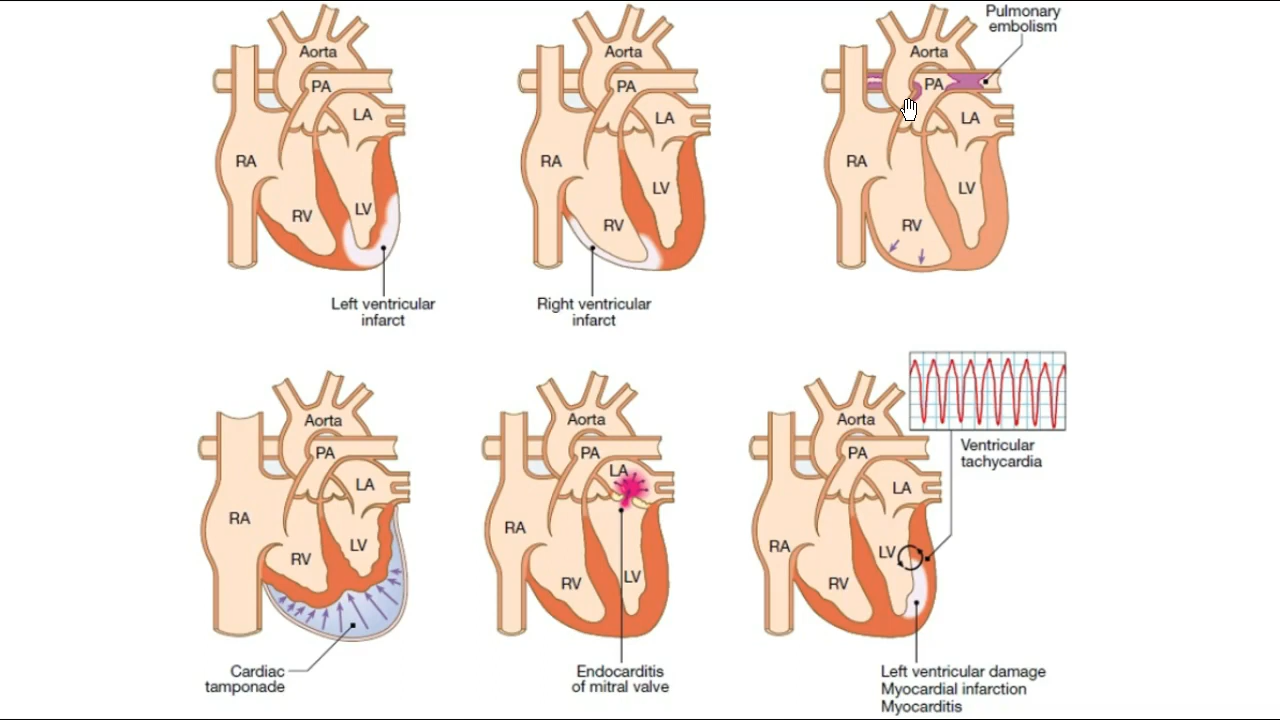 Aorta
PA
LA
RA
RV
LV
Left ventricular
infarct
Aorta
PA
LA
RA
LV
RV
Right ventricular
infarct
Pulmonary
embolism
Aorta
PA
LA
RA
LV
RV
Aorta
PA
LA
RA
LV
RV
Cardiac
tamponade
Aorta
PA
LA
RA
LV
RV
Endocarditis
of mitral valve
Aorta
PA
LA
RA
LV
RV
Ventricular
tachycardia
Left ventricular damage
Myocardial infarction
Myocarditis